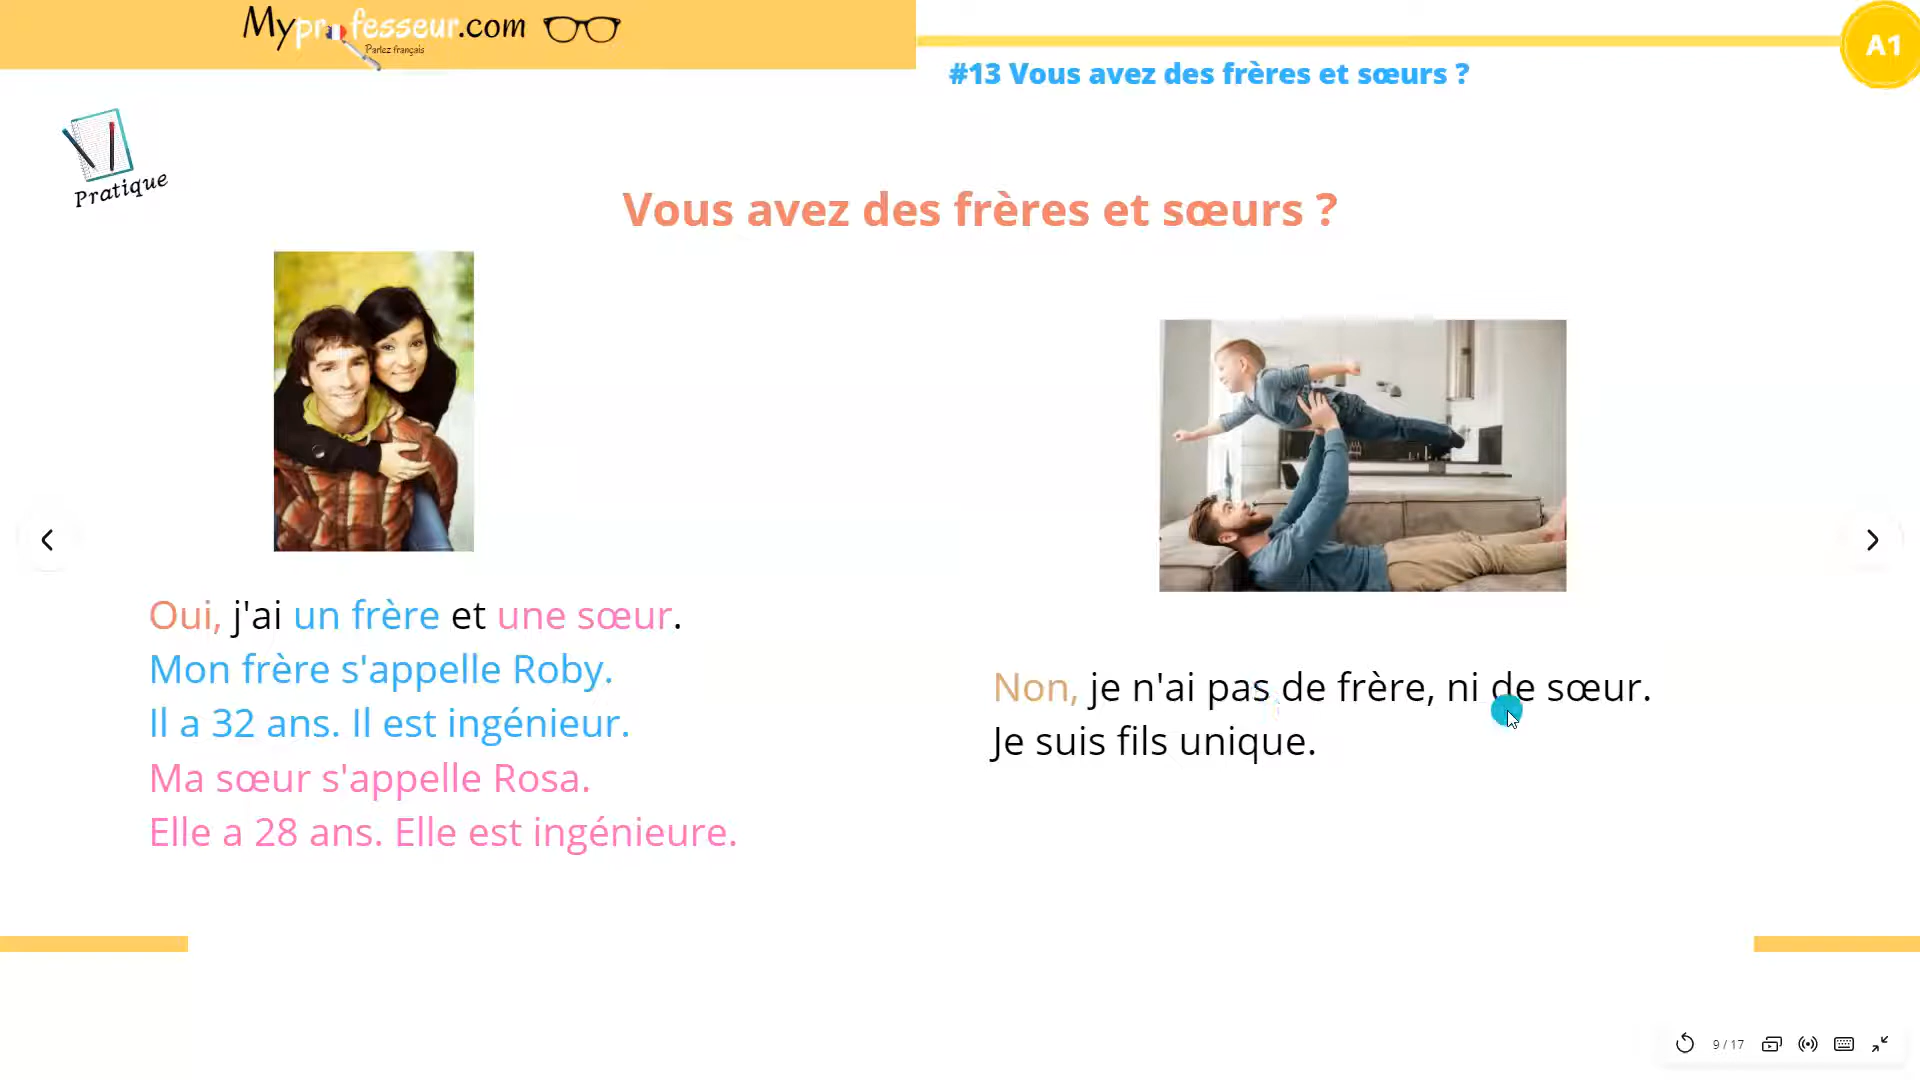 Myprofesseur.com
Parlez français
A1
#13 Vous avez des frères et sœurs ?
Pratique
Vous avez des frères et sœurs ?
Oui, j'ai un frère et une sœur.
Mon frère s'appelle Roby.
Il a 32 ans. Il est ingénieur.
Ma sœur s'appelle Rosa.
Elle a 28 ans. Elle est ingénieure.
Non, je n'ai pas de frère, ni de sœur.
Je suis fils unique.
9 / 17